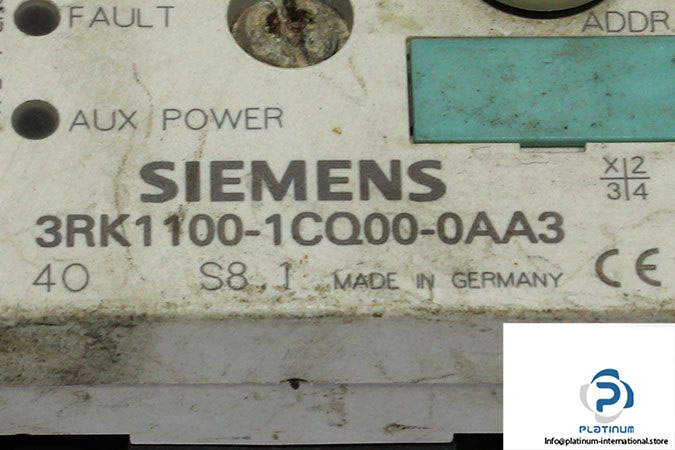 FAULT
ADDR
AUX POWER
SIEMENS
X 2
3 4
3RK1100-1CQ00-0AA3
40 S8.1 MADE IN GERMANY CE
PLATINUM
Info@platinum-international.store